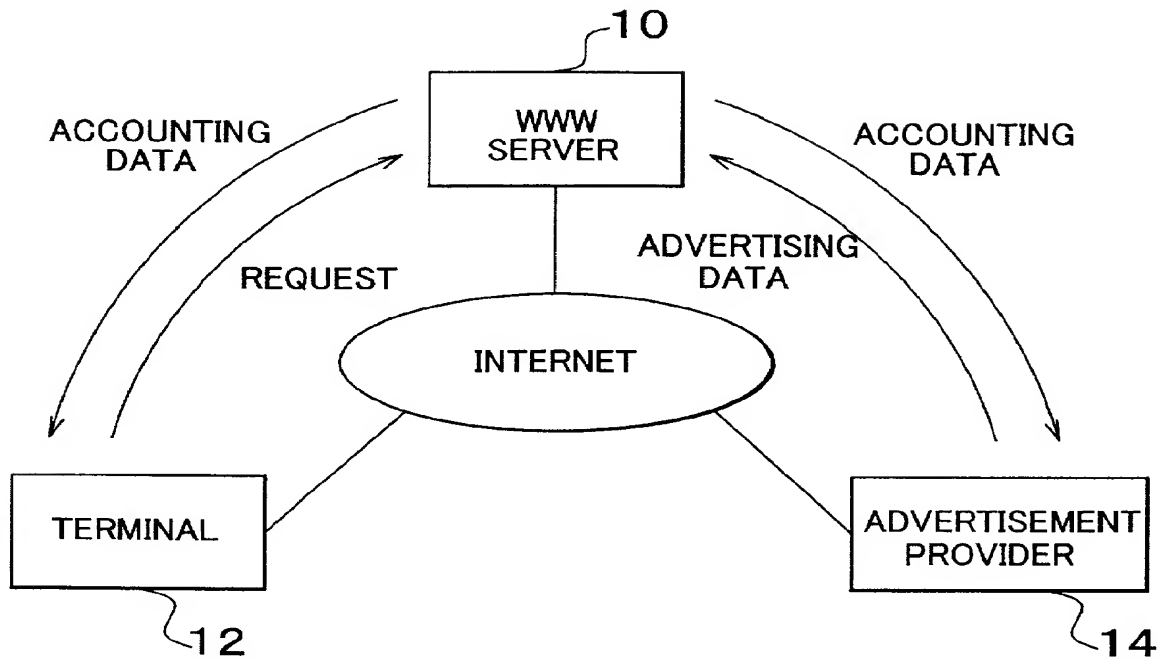 10
WWW
SERVER
ACCOUNTING
DATA
ACCOUNTING
DATA
REQUEST
ADVERTISING
DATA
INTERNET
TERMINAL
ADVERTISEMENT
PROVIDER
12
14